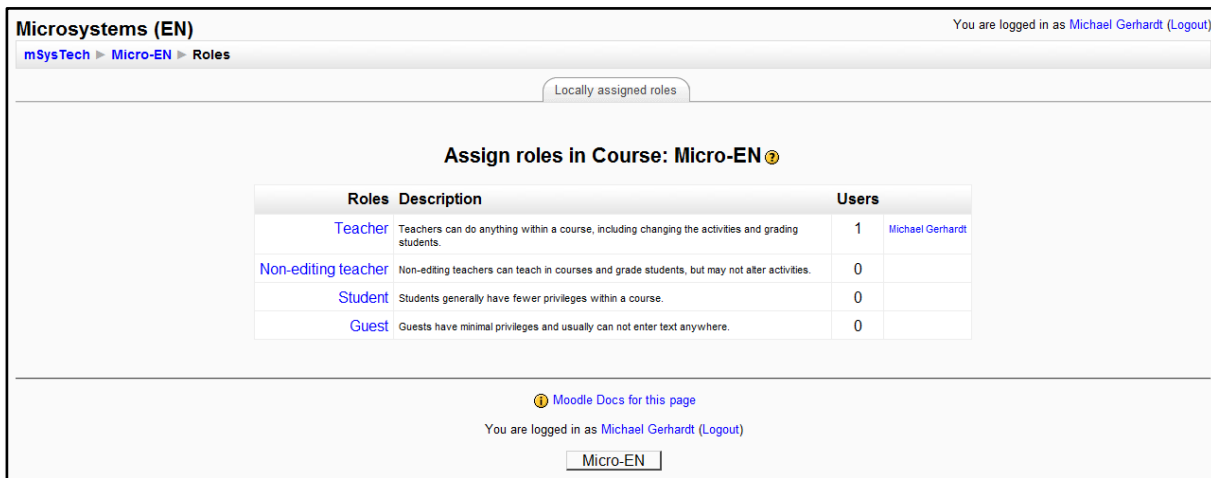 Microsystems (EN)
You are logged in as Michael Gerhardt (Logout)
mSysTech ► Micro-EN ► Roles
Locally assigned roles
Assign roles in Course: Micro-EN ?
Roles Description Users
Teacher Teachers can do anything within a course, including changing the activities and grading 1 Michael Gerhardt
students.
Non-editing teacher Non-editing teachers can teach in courses and grade students, but may not alter activities. 0
Student Students generally have fewer privileges within a course. 0
Guest Guests have minimal privileges and usually can not enter text anywhere. 0
i Moodle Docs for this page
You are logged in as Michael Gerhardt (Logout)
Micro-EN